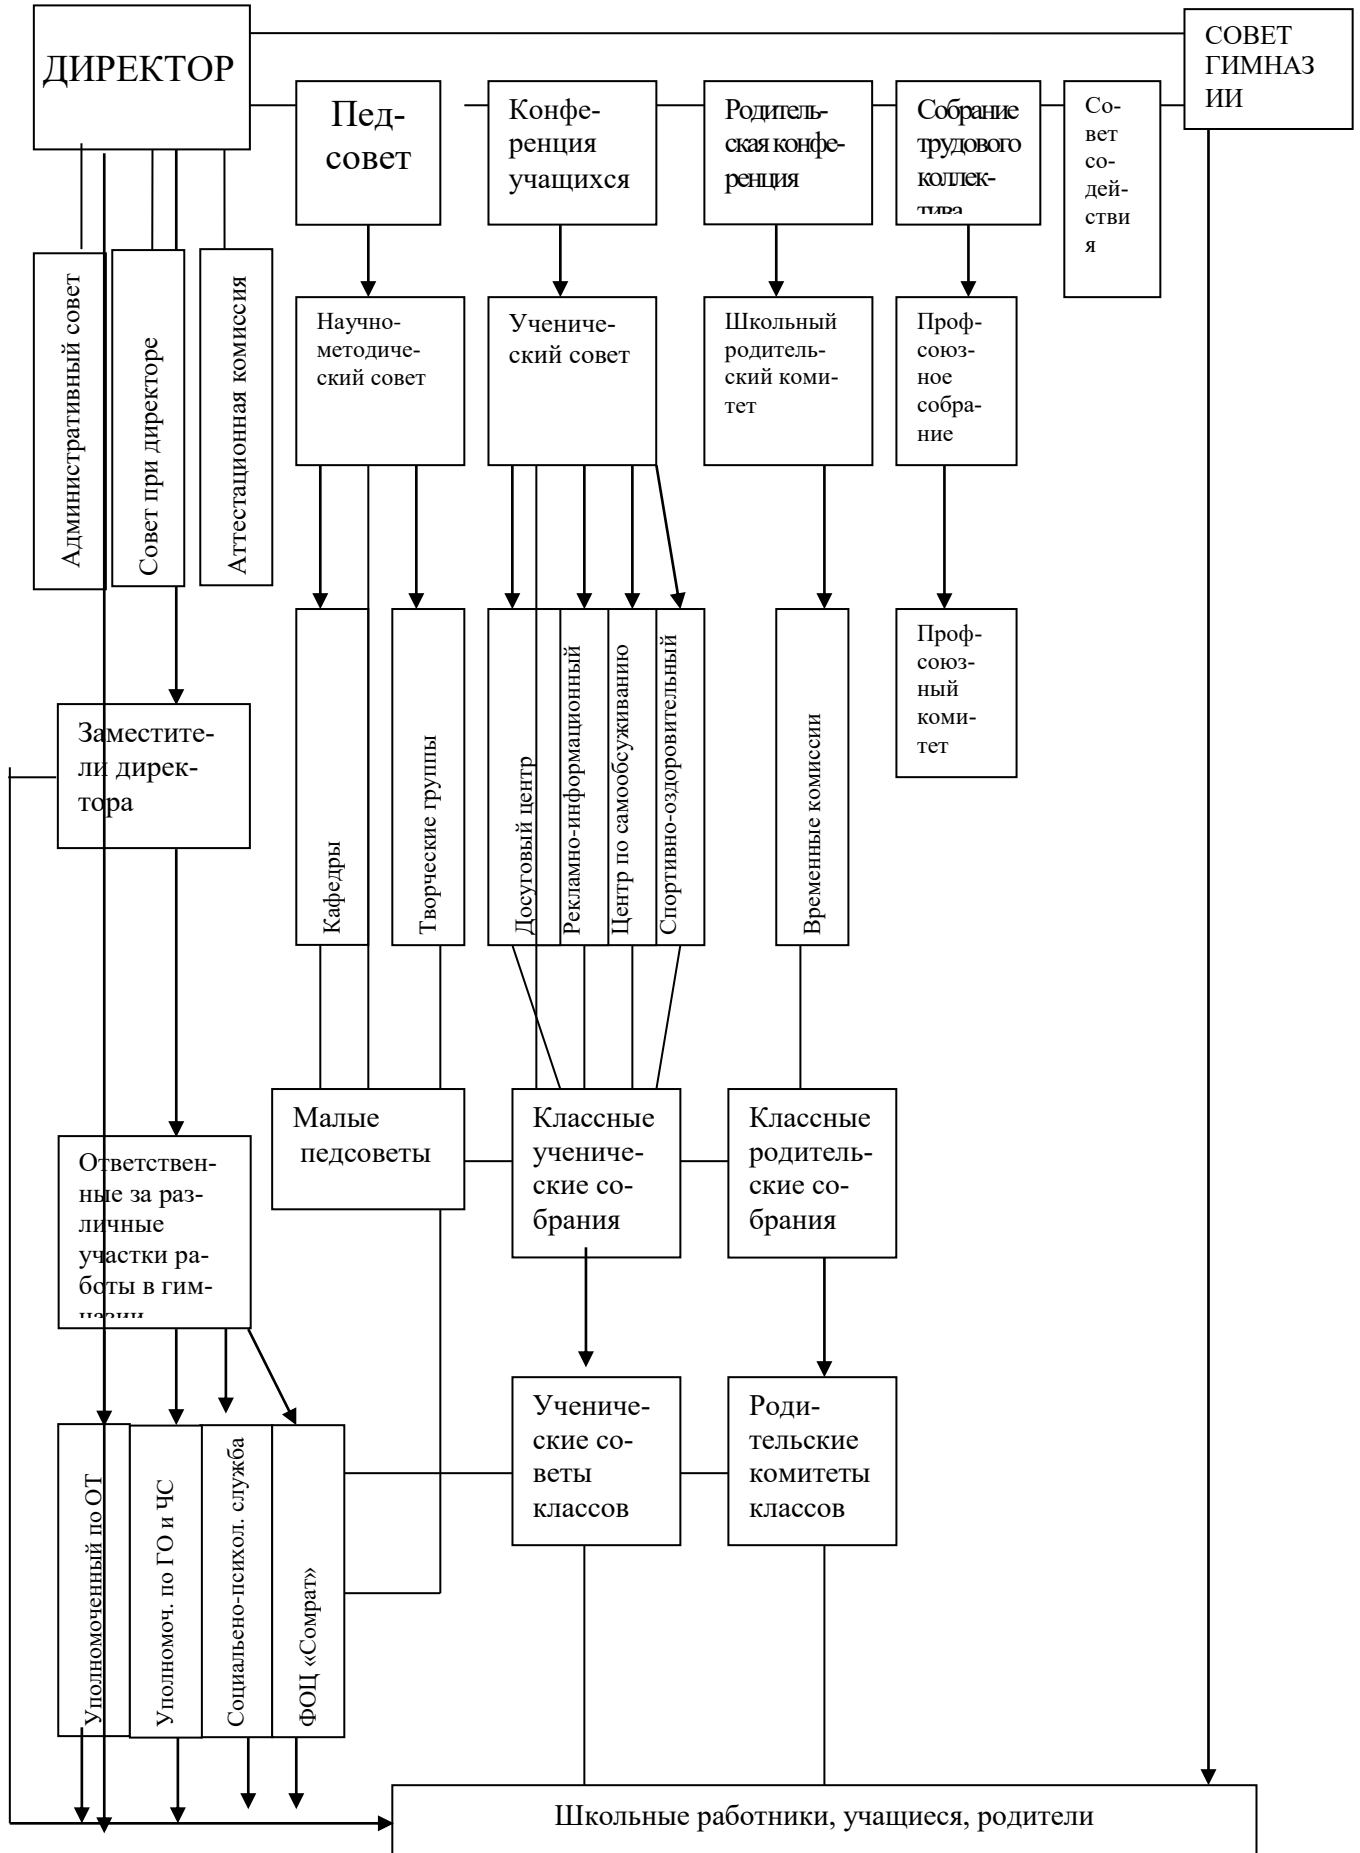 ДИРЕКТОР
СОВЕТ
ГИМНАЗ
ИИ
Пед-
совет
Конфе-
ренция
учащихся
Родитель-
ская конфе-
ренция
Собрание
трудового
коллек-
тива
Со-
вет
со-
дей-
стви
я
Административный совет
Совет при директоре
Аттестационная комиссия
Научно-
методиче-
ский совет
Учениче-
ский совет
Школьный
родитель-
ский коми-
тет
Проф-
союз-
ное
собра-
ние
Кафедры
Творческие группы
Досуговый центр
Рекламно-информационный
Центр по самообсуживанию
Спортивно-оздоровительный
Временные комиссии
Проф-
союз-
ный
коми-
тет
Заместите-
ли дирек-
тора
Малые
педсоветы
Классные
учениче-
ские со-
брания
Классные
родитель-
ские со-
брания
Ответствен-
ные за раз-
личные
участки ра-
боты в гим-
назии
Учениче-
ские со-
веты
классов
Роди-
тельские
комитеты
классов
Уполномоченный по ОТ
Уполномоч. по ГО и ЧС
Социальено-психол. служба
ФОЦ «Сомрат»
Школьные работники, учащиеся, родители